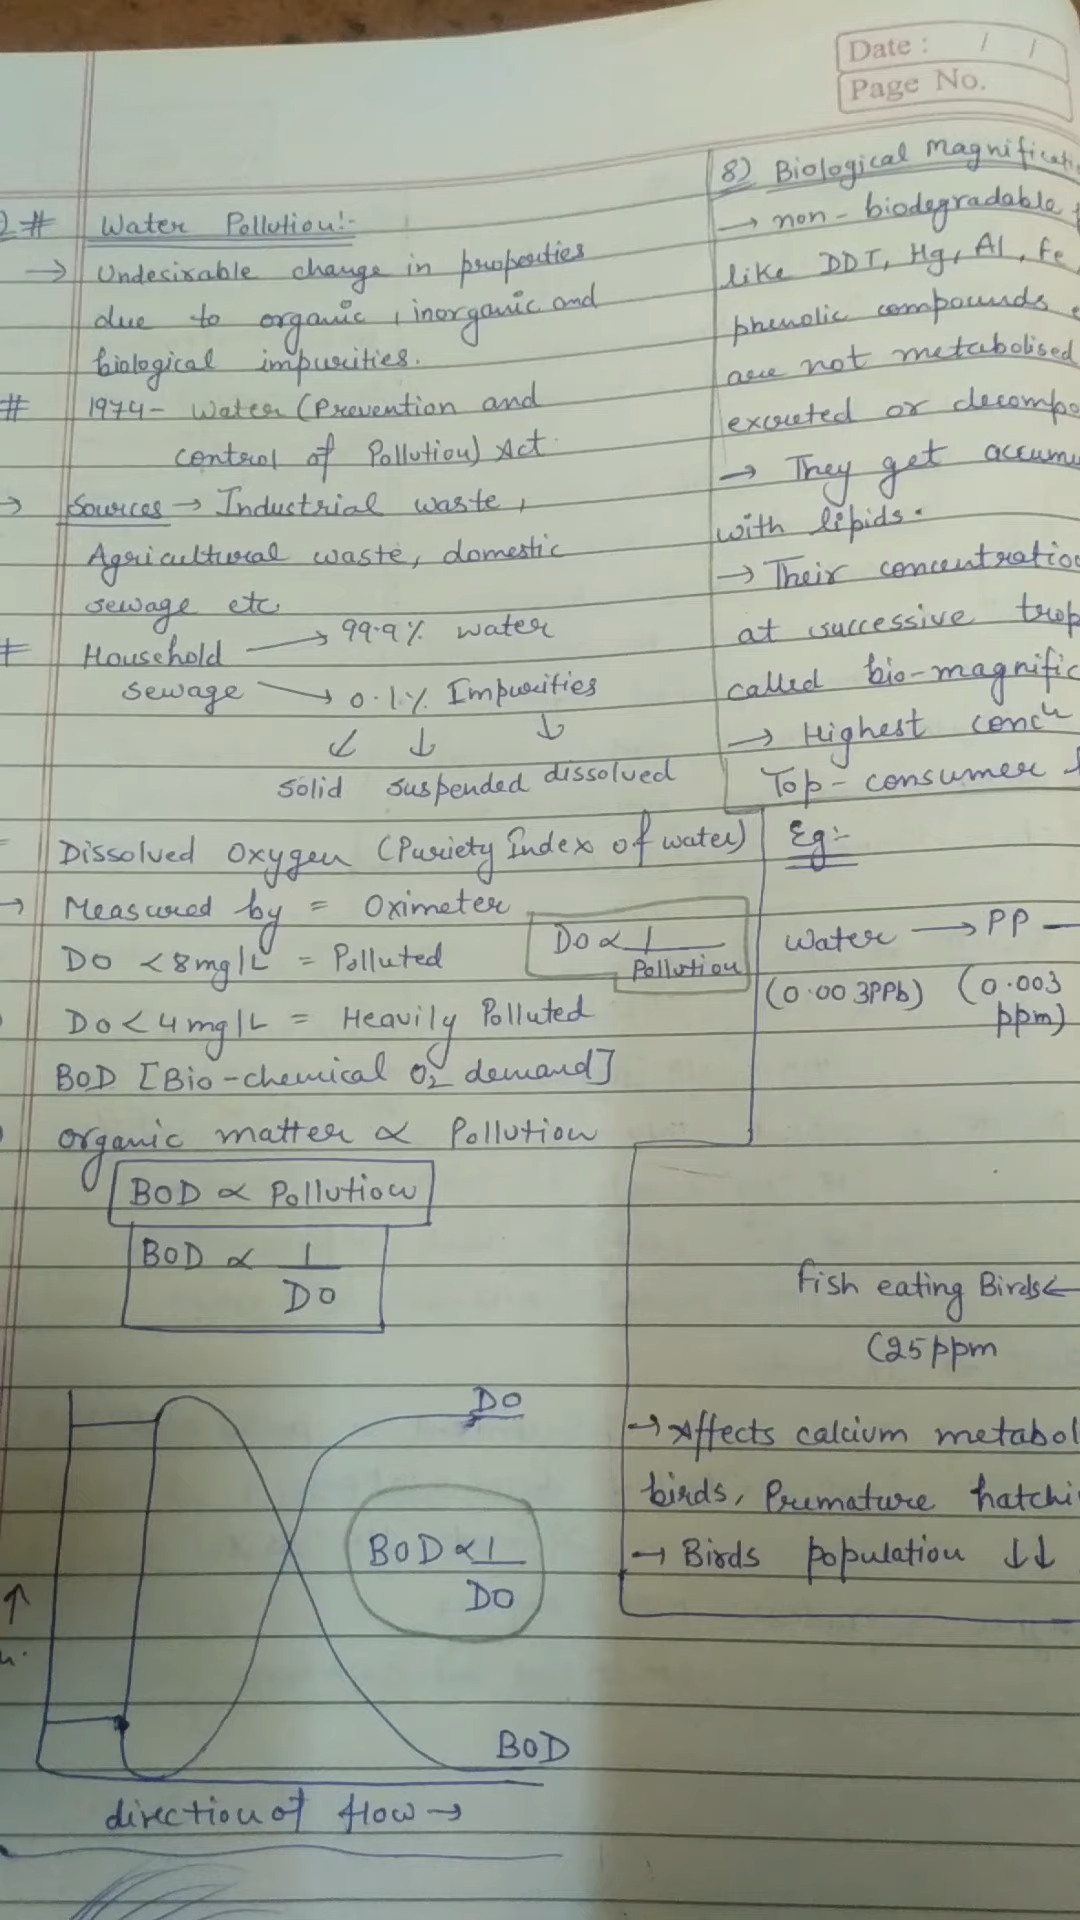 Date : / /
Page No.
# Water Pollution:-
→ Undesirable change in properties
due to organic, inorganic and
biological impurities.
# 1974- Water (Prevention and
control of Pollution) Act.
→ Sources → Industrial waste,
Agricultural waste, domestic
sewage etc
Household → 99.9% water
sewage → 0.1% Impurities
↙ ↓ ↓
solid suspended dissolved
Dissolved Oxygen (Puriety Index of water)
→ Measured by = Oximeter
DO < 8mg/L = Polluted
DO ∝ 1
Pollution
DO < 4mg/L = Heavily Polluted
BOD [Bio-chemical O2 demand]
organic matter ∝ Pollution
BOD ∝ Pollution
BOD ∝ 1
DO
DO
BOD ∝ 1
DO
BOD
direction of flow →
8) Biological Magnificati
→ non-biodegradable
like DDT, Hg, Al, Fe,
phenolic compounds
are not metabolised
excreted or decompo
→ They get accumu
with lipids.
→ Their concentratio
at successive trop
called bio-magnific
→ Highest concⁿ
Top-consumer
Eg:-
Water → PP —
(0.003PPb) (0.003
ppm)
fish eating Birds ←
(25ppm
→ Affects calcium metabol
birds, Premature hatchi
→ Birds population ↓↓